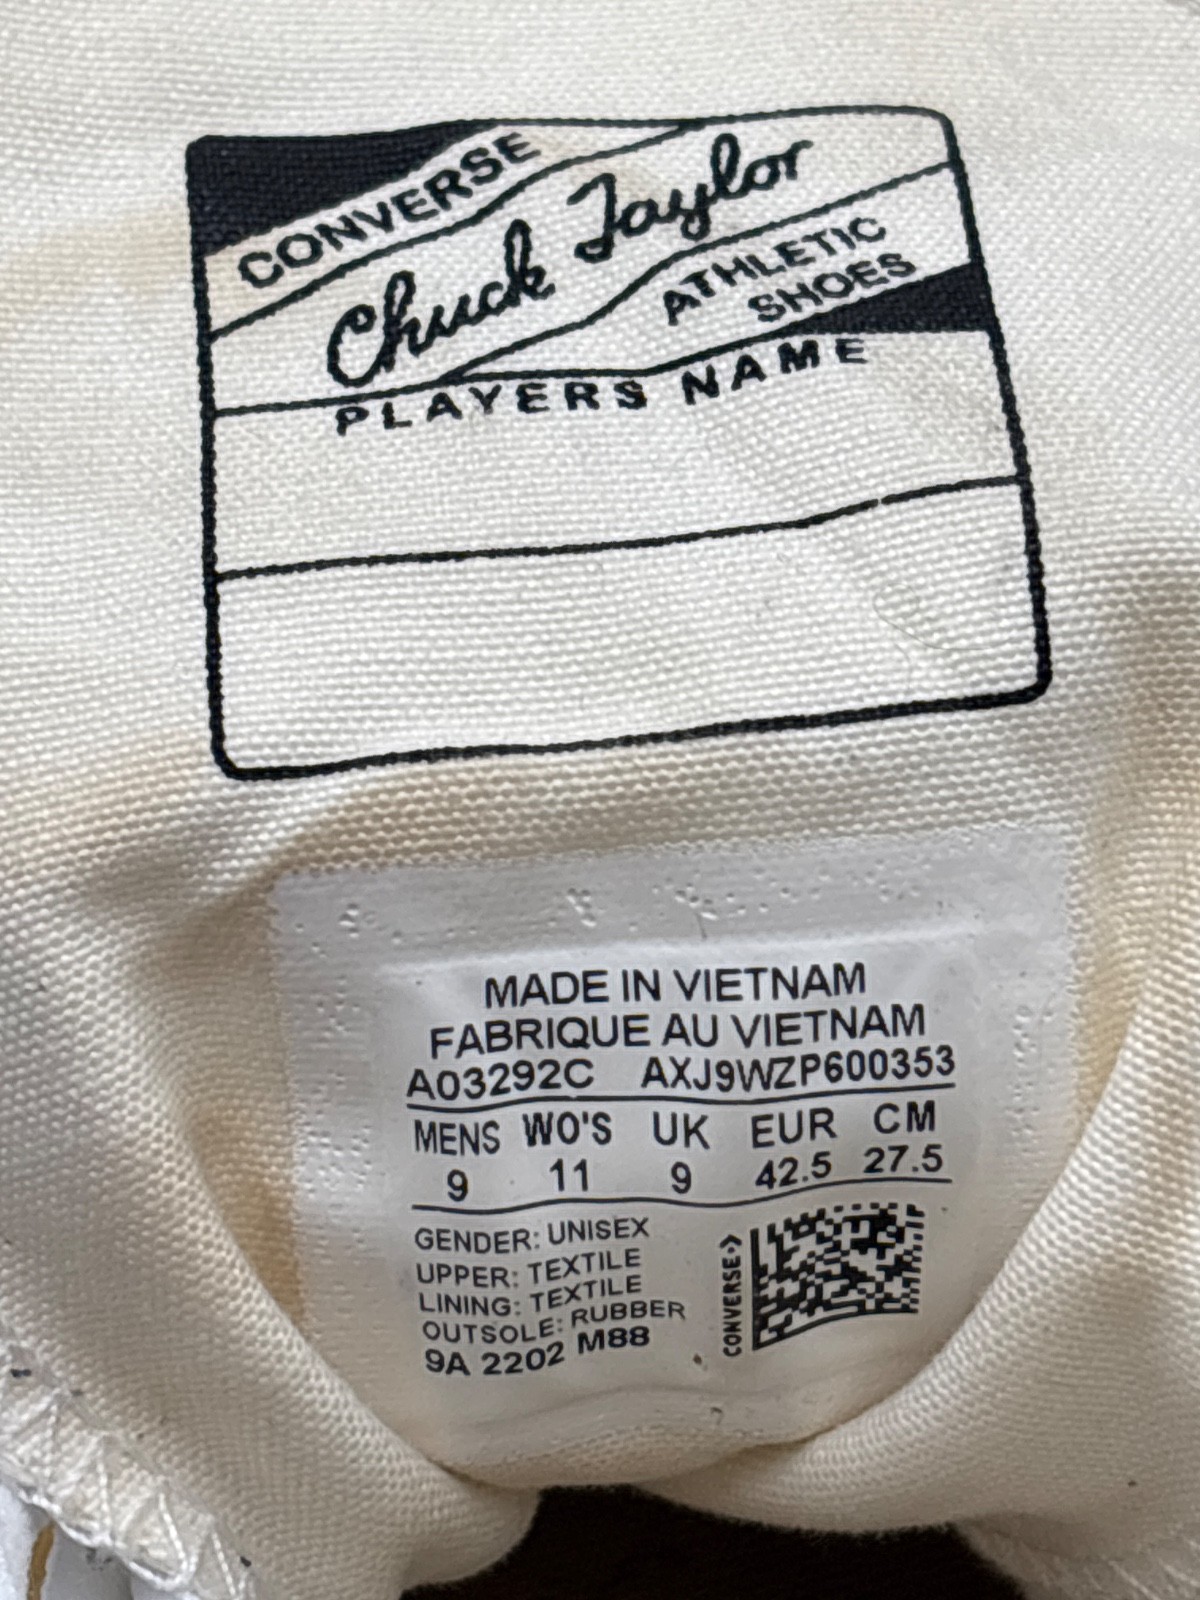 CONVERSE
Chuck Taylor
ATHLETIC
SHOES
PLAYERS NAME
MADE IN VIETNAM
FABRIQUE AU VIETNAM
A03292C AXJ9WZP600353
MENS WO'S UK EUR CM
9 11 9 42.5 27.5
GENDER: UNISEX
UPPER: TEXTILE
LINING: TEXTILE
OUTSOLE: RUBBER
9A 2202 M88
CONVERSE